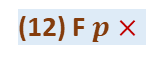 (12) F p ×